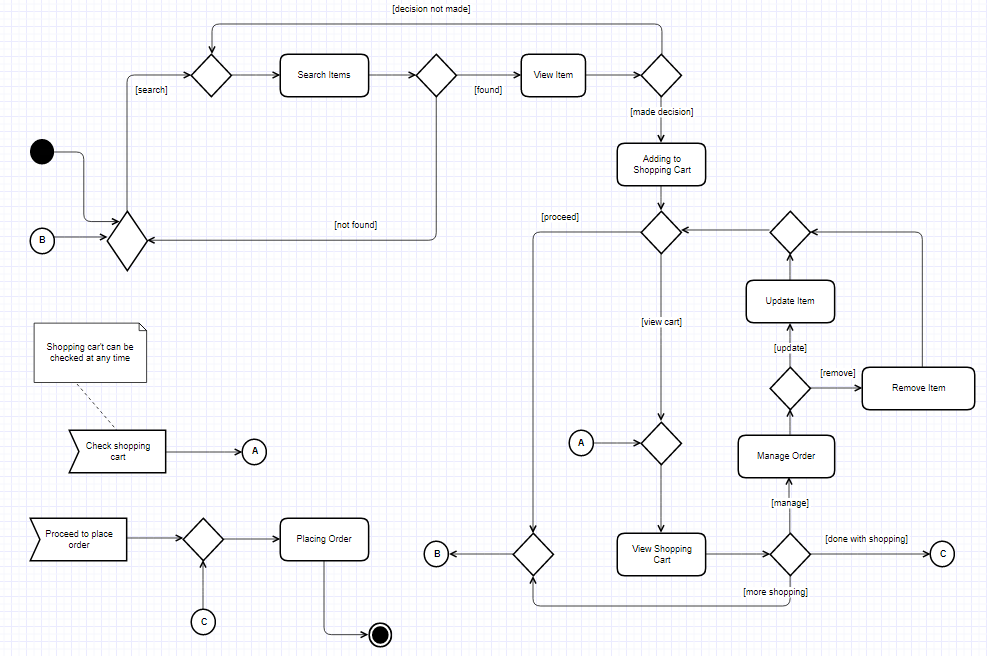 [decision not made]
Search Items
View Item
[search]
[found]
[made decision]
Adding to
Shopping Cart
B
[not found]
[proceed]
Update Item
Shopping car't can be
checked at any time
[view cart]
[update]
[remove]
Remove Item
Check shopping
cart
A
A
Manage Order
[manage]
Proceed to place
order
Placing Order
B
View Shopping
Cart
[done with shopping]
C
[more shopping]
C